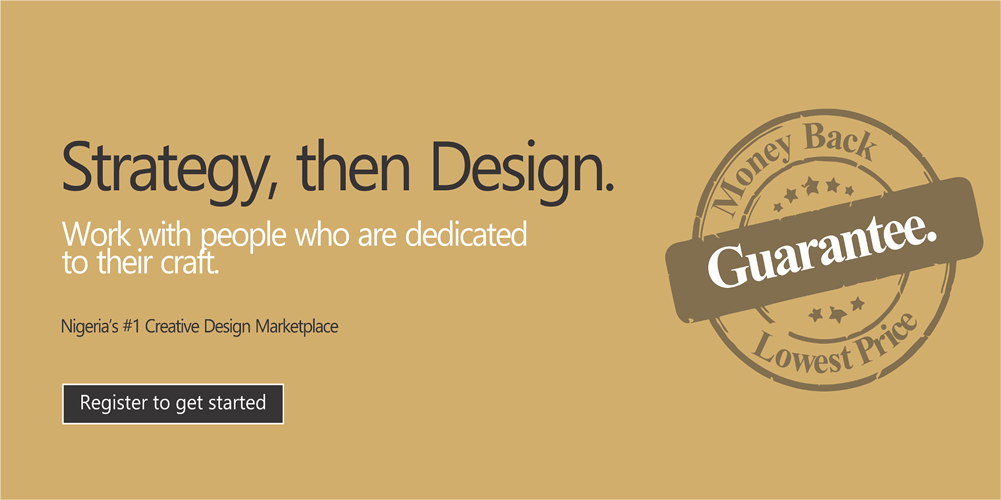 Strategy, then Design.
Work with people who are dedicated
to their craft.
Nigeria's #1 Creative Design Marketplace
Register to get started
Money Back
Guarantee.
Lowest Price